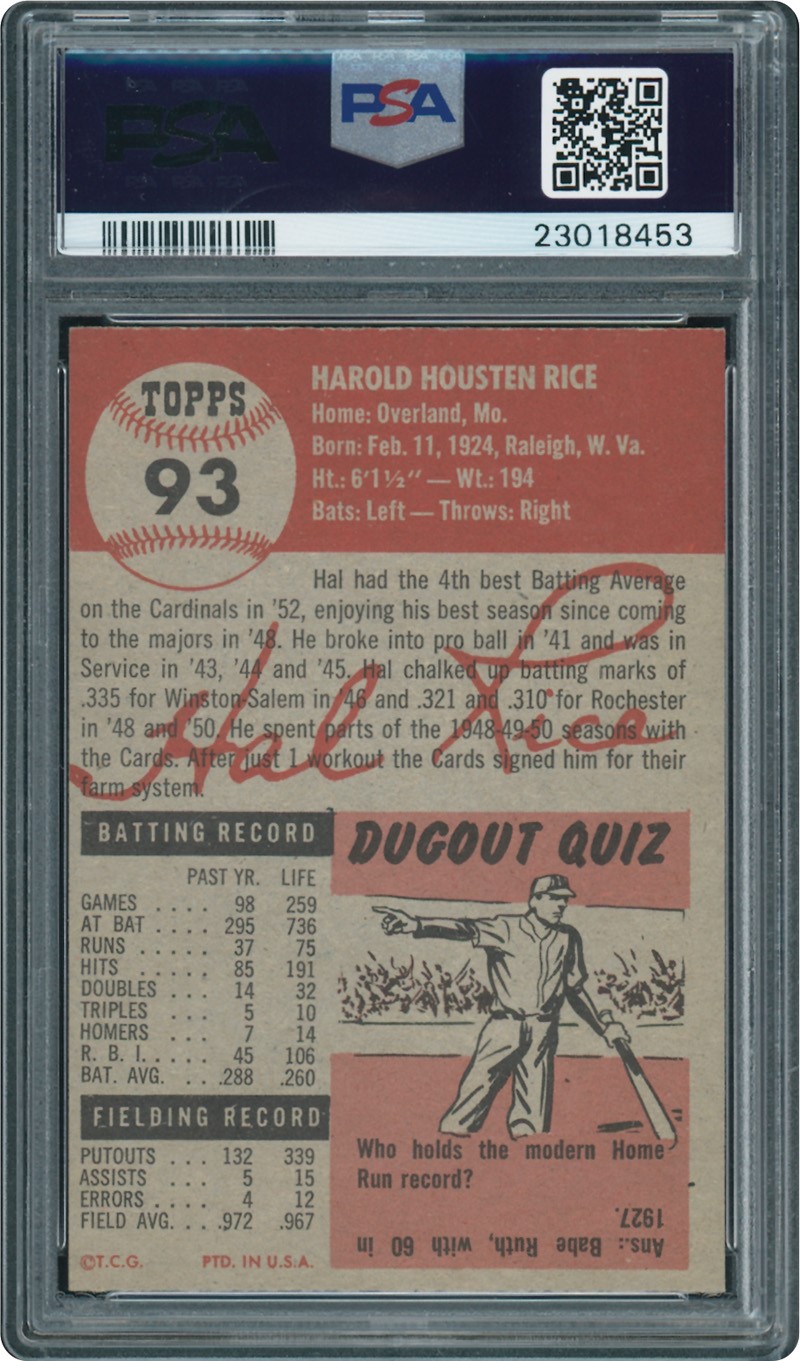 PSA
PSA
23018453
TOPPS
93
HAROLD HOUSTEN RICE
Home: Overland, Mo.
Born: Feb. 11, 1924, Raleigh, W. Va.
Ht.: 6'1½" — Wt.: 194
Bats: Left — Throws: Right
Hal had the 4th best Batting Average
on the Cardinals in '52, enjoying his best season since coming
to the majors in '48. He broke into pro ball in '41 and was in
Service in '43, '44 and '45. Hal chalked up batting marks of
.335 for Winston-Salem in '46 and .321 and .310 for Rochester
in '48 and '50. He spent parts of the 1948-49-50 seasons with
the Cards. After just 1 workout the Cards signed him for their
farm system.
Hal Rice
BATTING RECORD
PAST YR. LIFE
GAMES .... 98 259
AT BAT .... 295 736
RUNS ..... 37 75
HITS ..... 85 191
DOUBLES ... 14 32
TRIPLES ... 5 10
HOMERS ... 7 14
R. B. I. .... 45 106
BAT. AVG. ... .288 .260
FIELDING RECORD
PUTOUTS ... 132 339
ASSISTS ... 5 15
ERRORS .... 4 12
FIELD AVG. ... .972 .967
©T.C.G. PTD. IN U.S.A.
DUGOUT QUIZ
Who holds the modern Home
Run record?
Ans.: Babe Ruth, with 60 in
1927.